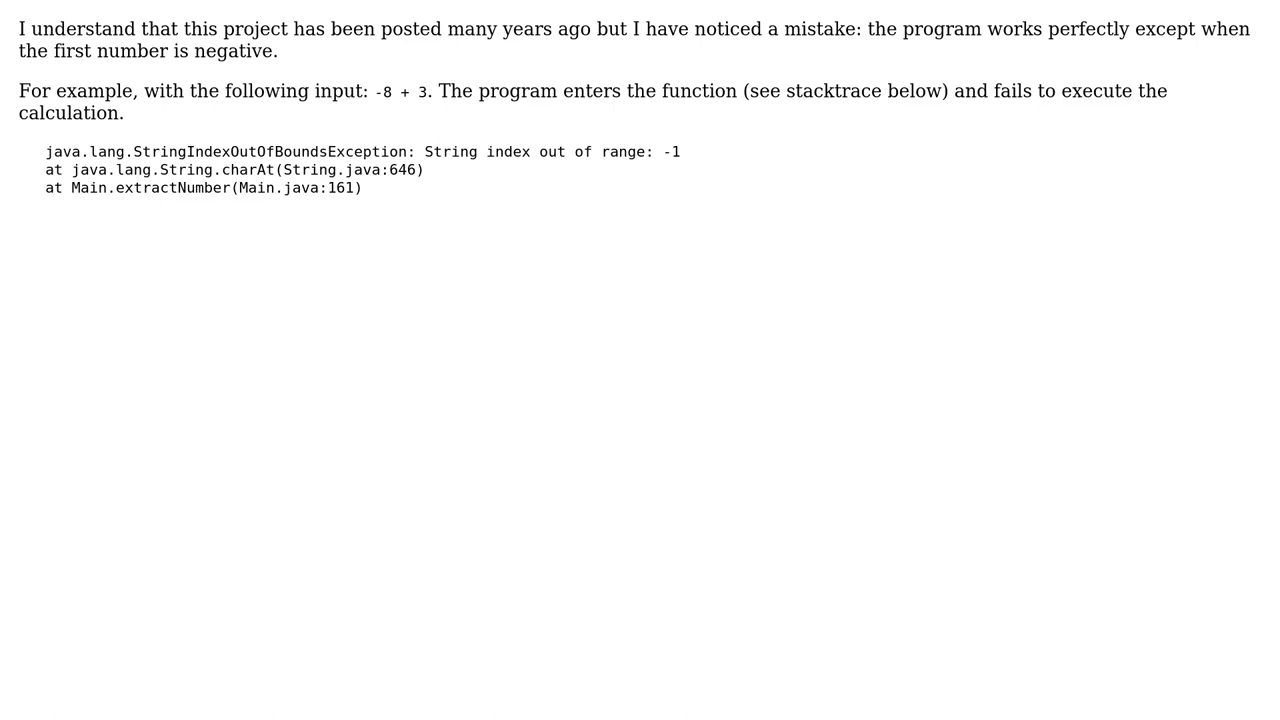 I understand that this project has been posted many years ago but I have noticed a mistake: the program works perfectly except when
the first number is negative.
For example, with the following input: -8 + 3. The program enters the function (see stacktrace below) and fails to execute the
calculation.
java.lang.StringIndexOutOfBoundsException: String index out of range: -1
at java.lang.String.charAt(String.java:646)
at Main.extractNumber(Main.java:161)